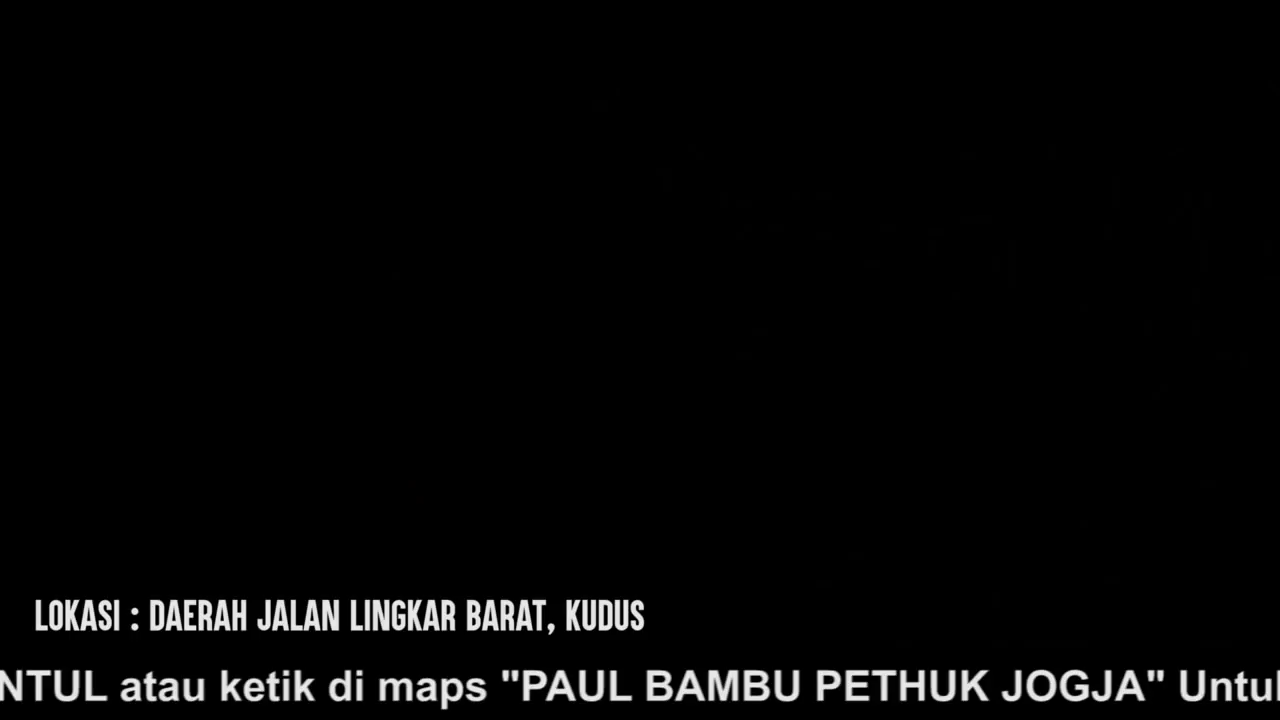 LOKASI : DAERAH JALAN LINGKAR BARAT, KUDUS
NTUL atau ketik di maps "PAUL BAMBU PETHUK JOGJA" Untu